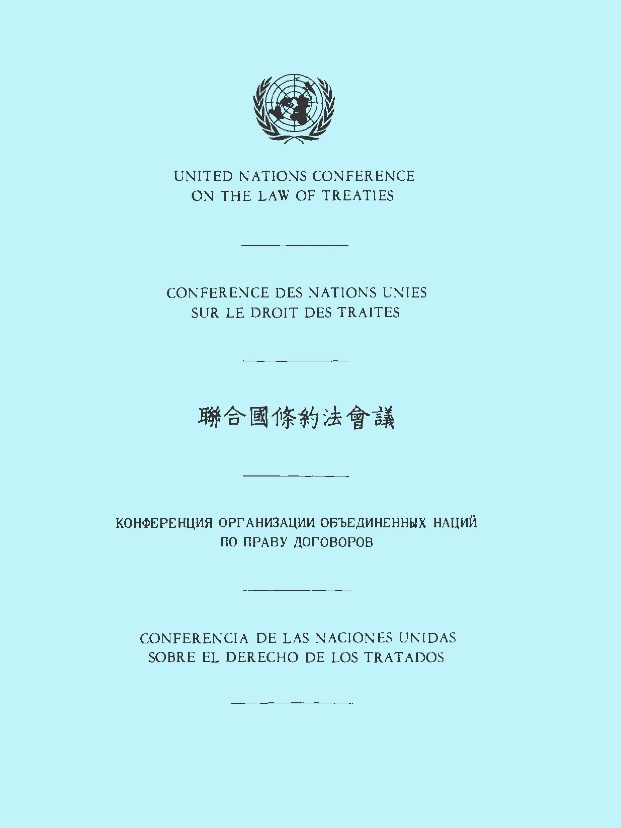 UNITED NATIONS CONFERENCE
ON THE LAW OF TREATIES
CONFERENCE DES NATIONS UNIES
SUR LE DROIT DES TRAITES
聯合國條約法會議
КОНФЕРЕНЦИЯ ОРГАНИЗАЦИИ ОБЪЕДИНЕННЫХ НАЦИЙ
ПО ПРАВУ ДОГОВОРОВ
CONFERENCIA DE LAS NACIONES UNIDAS
SOBRE EL DERECHO DE LOS TRATADOS